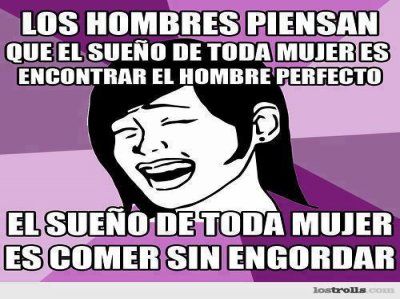 LOS HOMBRES PIENSAN
QUE EL SUEÑO DE TODA MUJER ES
ENCONTRAR EL HOMBRE PERFECTO
EL SUEÑO DE TODA MUJER
ES COMER SIN ENGORDAR
lostrolls.com